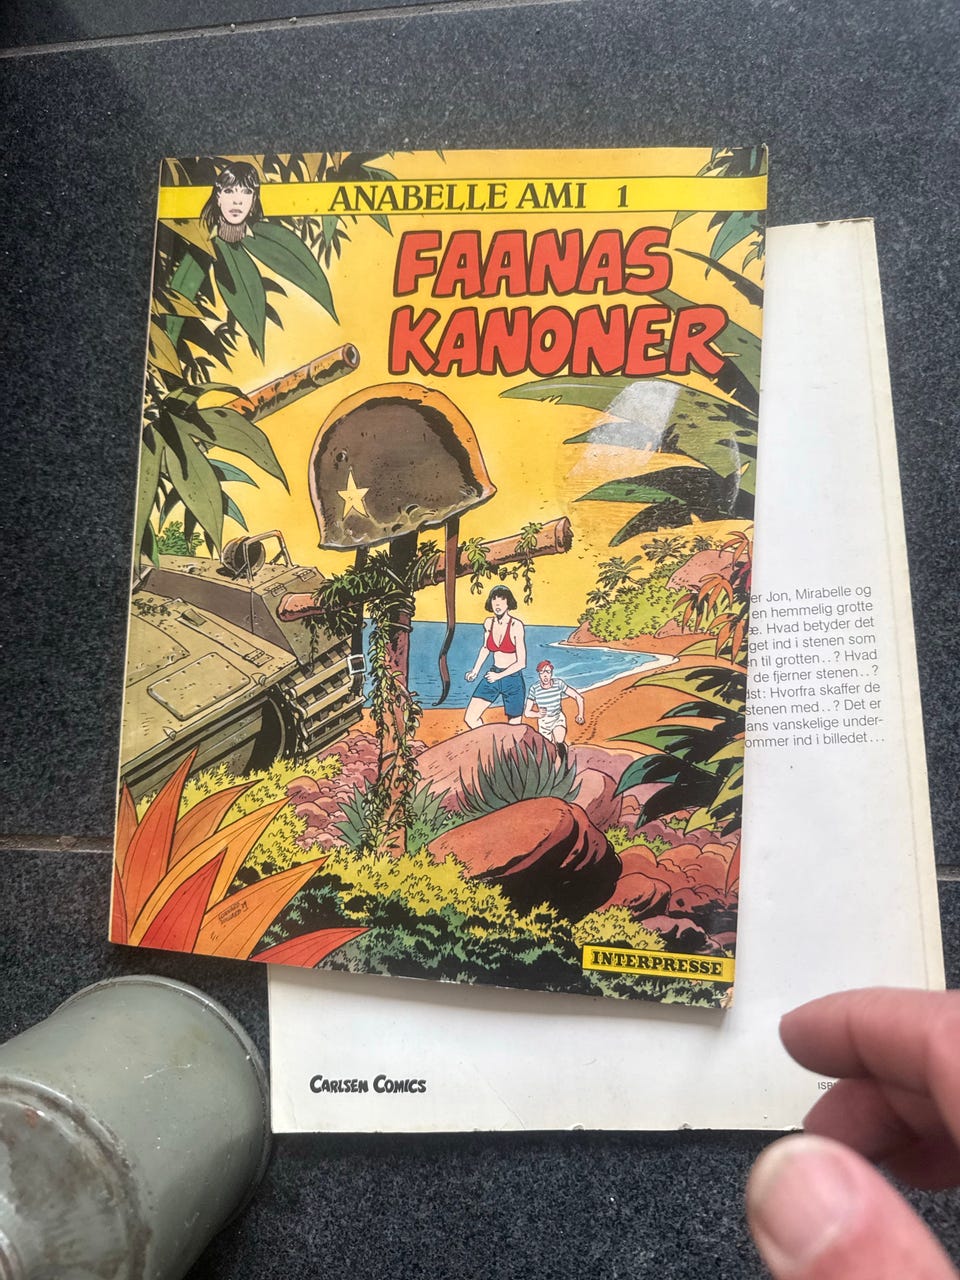 ANABELLE AMI 1
FAANAS
KANONER
INTERPRESSE
er Jon, Mirabelle og
en hemmelig grotte
e. Hvad betyder det
get ind i stenen som
n til grotten..? Hvad
de fjerner stenen..?
dst: Hvorfra skaffer de
stenen med..? Det er
ans vanskelige under-
ommer ind i billedet...
CARLSEN COMICS
ISB